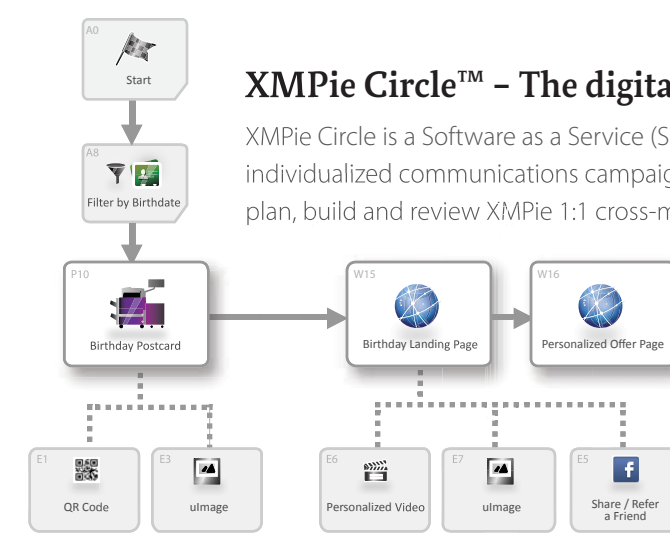 A0
Start
XMPie Circle™ – The digita
XMPie Circle is a Software as a Service (S
individualized communications campaig
plan, build and review XMPie 1:1 cross-m
A8
Filter by Birthdate
P10
Birthday Postcard
W15
Birthday Landing Page
W16
Personalized Offer Page
E1
QR Code
E3
uImage
E6
Personalized Video
E7
uImage
E5
f
Share / Refer
a Friend